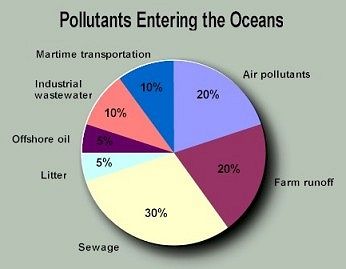 Pollutants Entering the Oceans
Martime transportation
Air pollutants
Industrial
wastewater
10%
20%
10%
Offshore oil
5%
Litter
5%
20%
Farm runoff
30%
Sewage